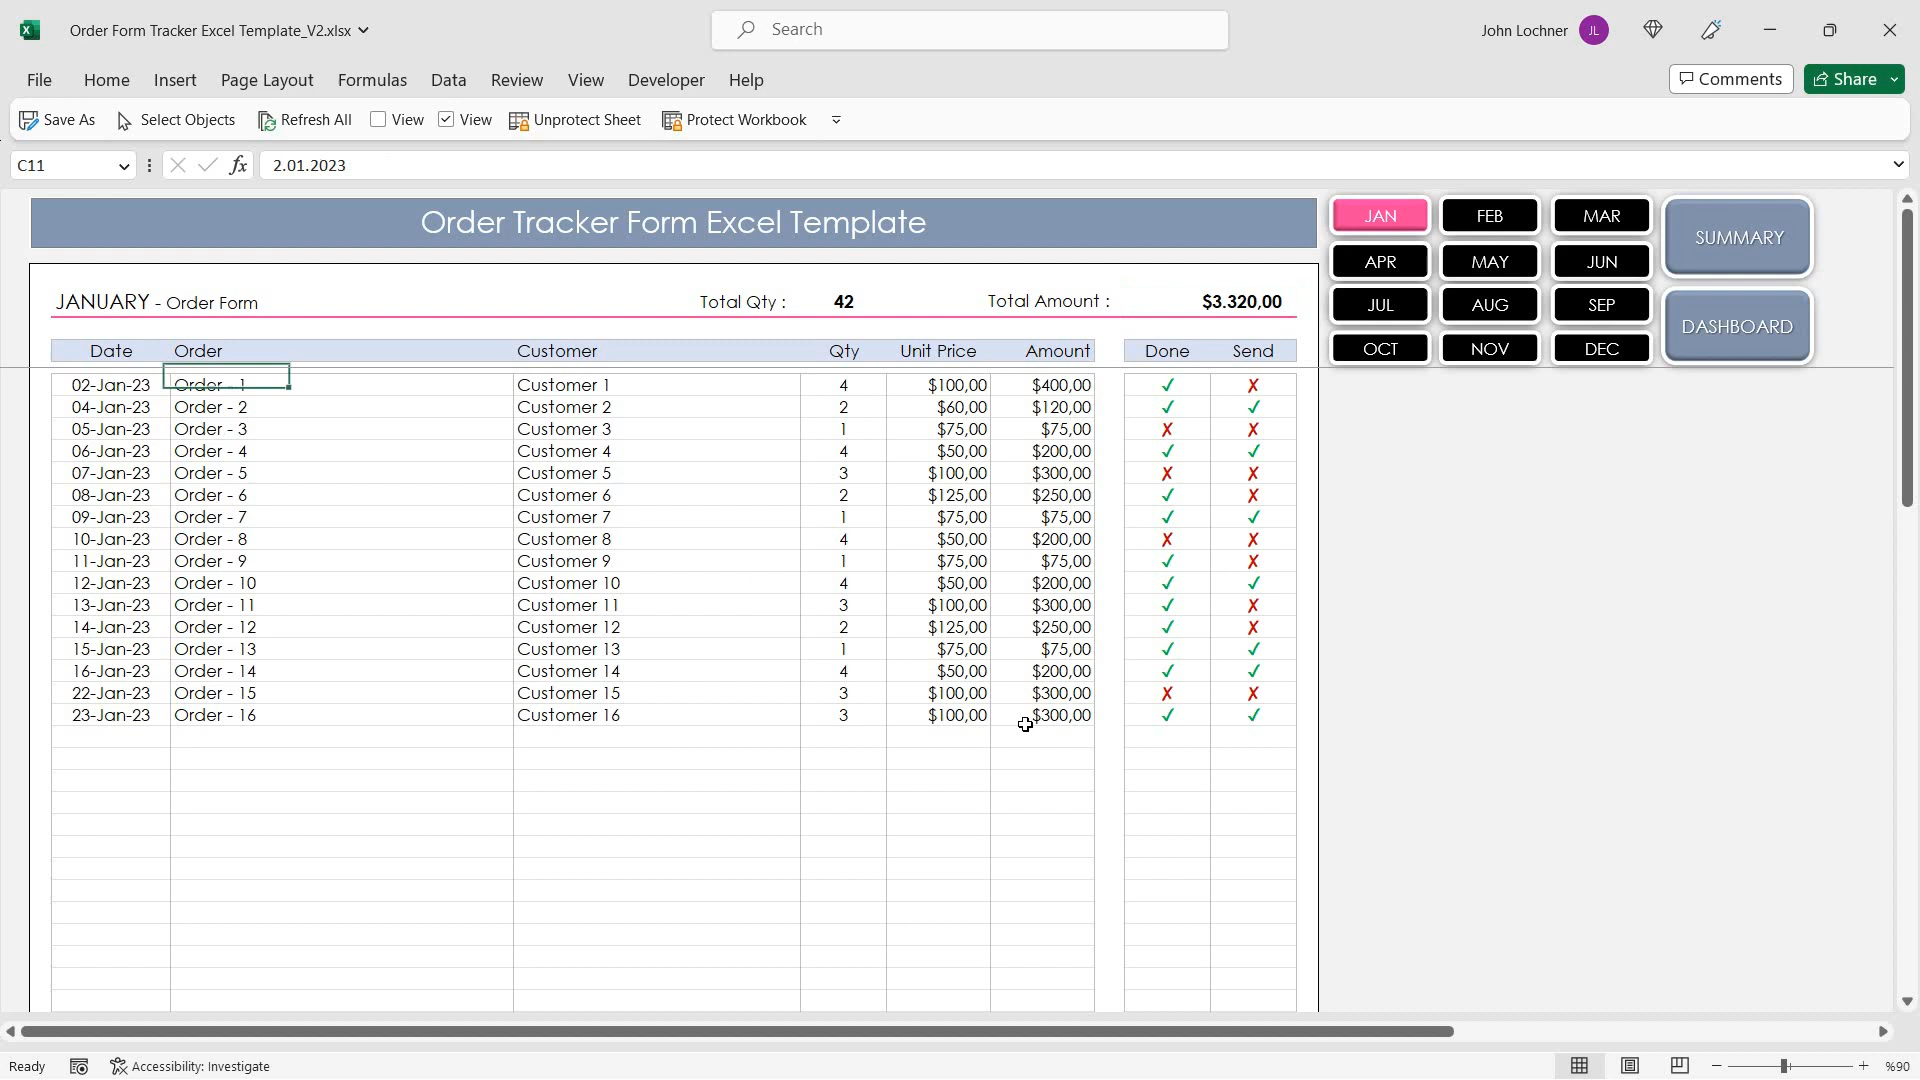 Order Form Tracker Excel Template_V2.xlsx
Search
John Lochner
JL
File Home Insert Page Layout Formulas Data Review View Developer Help
Comments
Share
Save As Select Objects Refresh All View View Unprotect Sheet Protect Workbook
C11
fx
2.01.2023
Order Tracker Form Excel Template
JAN FEB MAR
APR MAY JUN
JUL AUG SEP
OCT NOV DEC
SUMMARY
DASHBOARD
JANUARY - Order Form Total Qty : 42 Total Amount : $3.320,00
Date Order Customer Qty Unit Price Amount Done Send
02-Jan-23 Order - 1 Customer 1 4 $100,00 $400,00 ✓ ✗
04-Jan-23 Order - 2 Customer 2 2 $60,00 $120,00 ✓ ✓
05-Jan-23 Order - 3 Customer 3 1 $75,00 $75,00 ✗ ✗
06-Jan-23 Order - 4 Customer 4 4 $50,00 $200,00 ✓ ✓
07-Jan-23 Order - 5 Customer 5 3 $100,00 $300,00 ✗ ✗
08-Jan-23 Order - 6 Customer 6 2 $125,00 $250,00 ✓ ✗
09-Jan-23 Order - 7 Customer 7 1 $75,00 $75,00 ✓ ✓
10-Jan-23 Order - 8 Customer 8 4 $50,00 $200,00 ✗ ✗
11-Jan-23 Order - 9 Customer 9 1 $75,00 $75,00 ✓ ✗
12-Jan-23 Order - 10 Customer 10 4 $50,00 $200,00 ✓ ✓
13-Jan-23 Order - 11 Customer 11 3 $100,00 $300,00 ✓ ✗
14-Jan-23 Order - 12 Customer 12 2 $125,00 $250,00 ✓ ✗
15-Jan-23 Order - 13 Customer 13 1 $75,00 $75,00 ✓ ✓
16-Jan-23 Order - 14 Customer 14 4 $50,00 $200,00 ✓ ✓
22-Jan-23 Order - 15 Customer 15 3 $100,00 $300,00 ✗ ✗
23-Jan-23 Order - 16 Customer 16 3 $100,00 $300,00 ✓ ✓
Ready
Accessibility: Investigate
%90